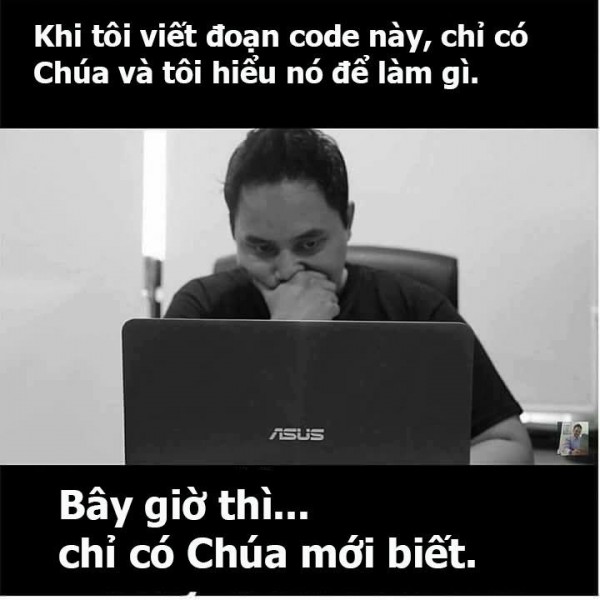 Khi tôi viết đoạn code này, chỉ có
Chúa và tôi hiểu nó để làm gì.
ASUS
Bây giờ thì...
chỉ có Chúa mới biết.